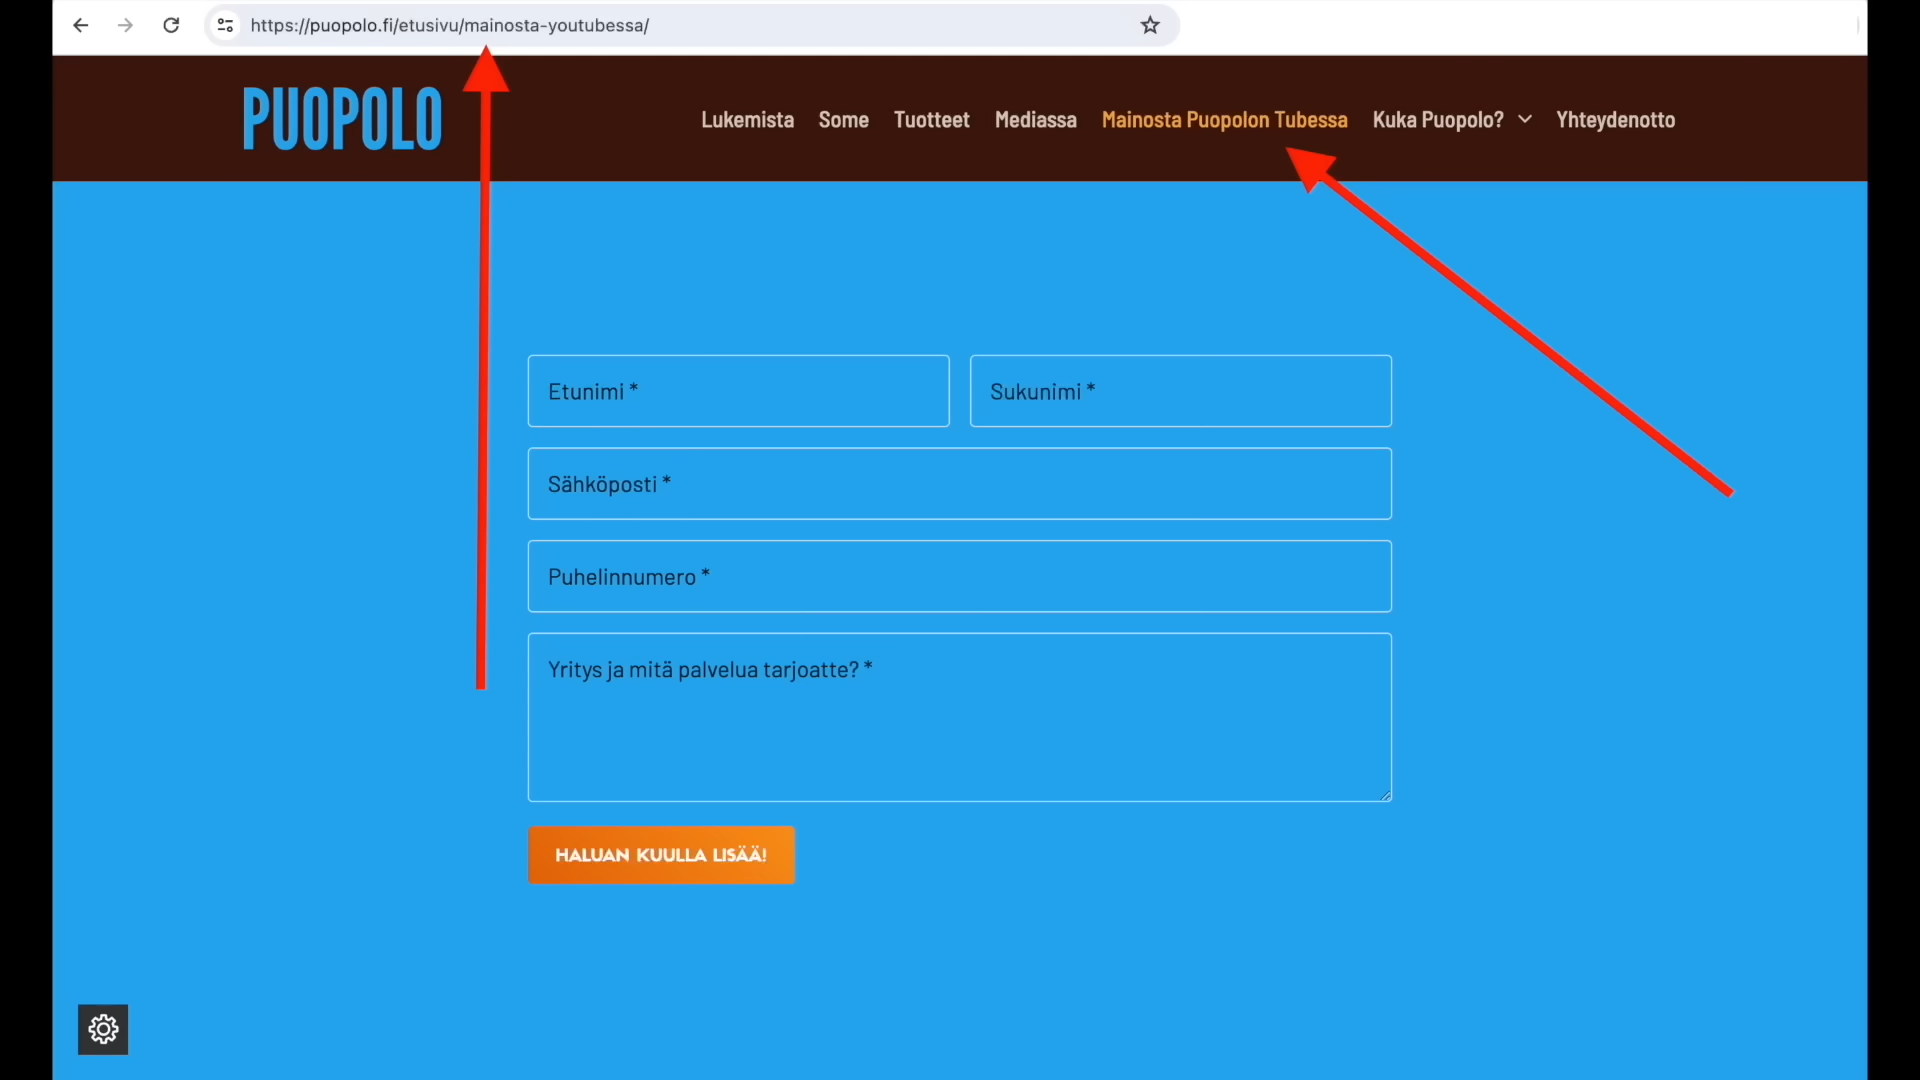 https://puopolo.fi/etusivu/mainosta-youtubessa/
PUOPOLO
Lukemista Some Tuotteet Mediassa Mainosta Puopolon Tubessa Kuka Puopolo? Yhteydenotto
Etunimi * Sukunimi *
Sähköposti *
Puhelinnumero *
Yritys ja mitä palvelua tarjoatte? *
HALUAN KUULLA LISÄÄ!